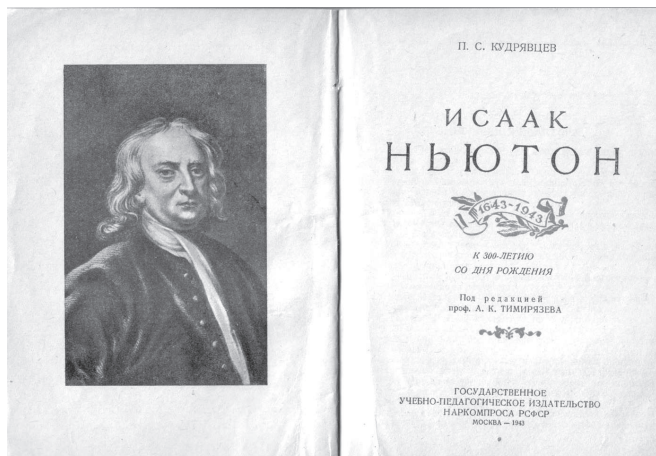 П. С. КУДРЯВЦЕВ
ИСААК
НЬЮТОН
1643-1943
К 300-ЛЕТИЮ
СО ДНЯ РОЖДЕНИЯ
Под редакцией
проф. А. К. ТИМИРЯЗЕВА
ГОСУДАРСТВЕННОЕ
УЧЕБНО-ПЕДАГОГИЧЕСКОЕ ИЗДАТЕЛЬСТВО
НАРКОМПРОСА РСФСР
МОСКВА — 1943